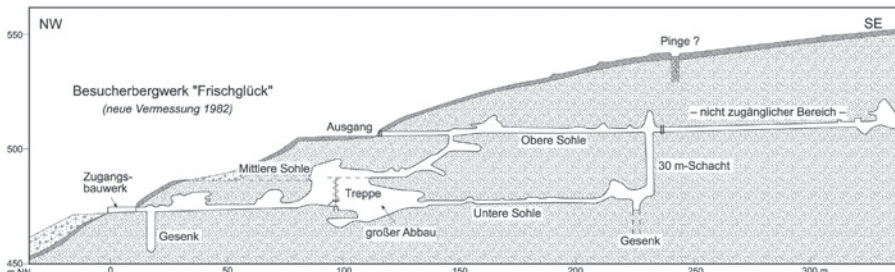 NW
SE
550
Pinge ?
Besucherbergwerk "Frischglück"
(neue Vermessung 1982)
Ausgang
– nicht zugänglicher Bereich –
500
Obere Sohle
Mittlere Sohle
30 m-Schacht
Zugangs-
bauwerk
Treppe
Untere Sohle
großer Abbau
Gesenk
Gesenk
450
m NN
0
50
100
150
200
250
300 m